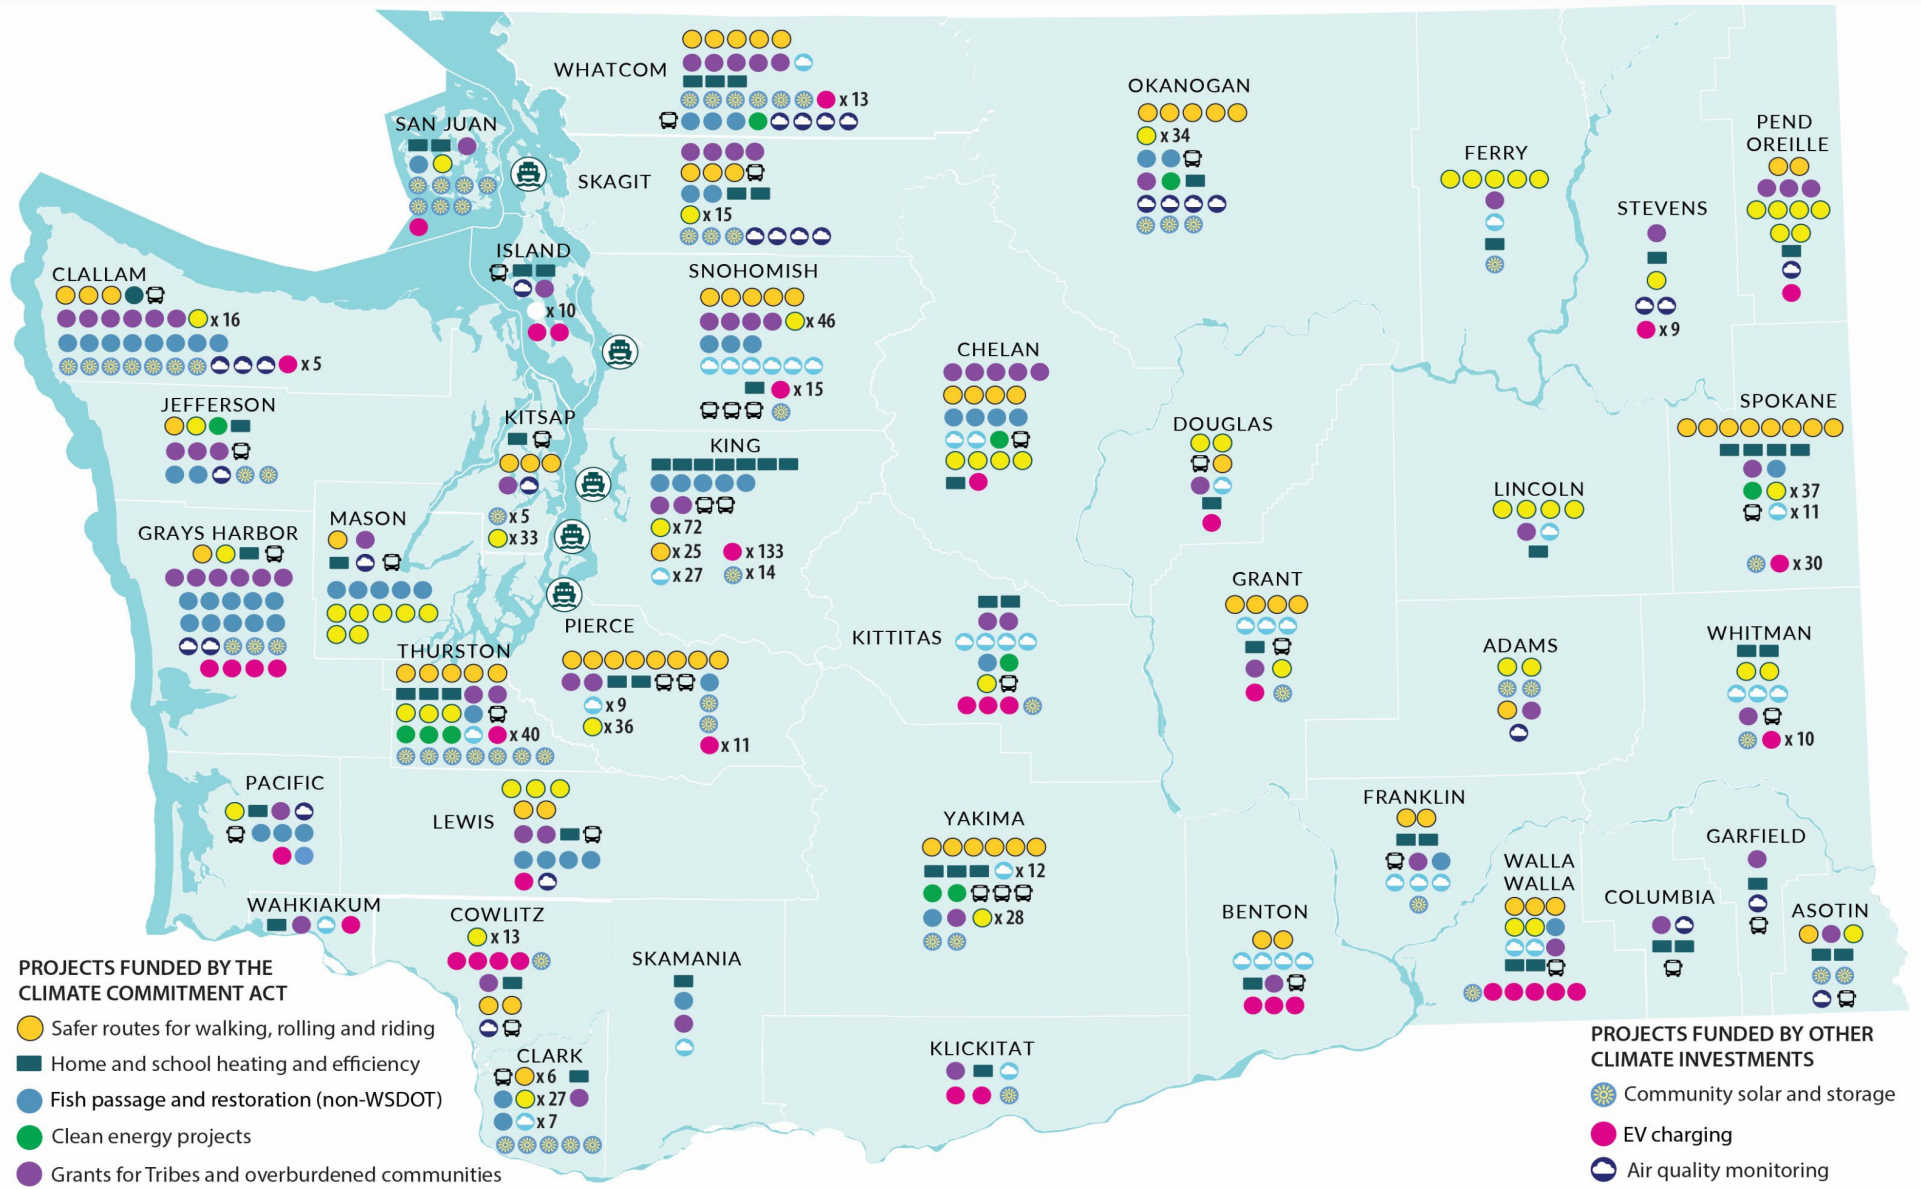 WHATCOM
x 13
SAN JUAN
SKAGIT
x 15
OKANOGAN
x 34
FERRY
STEVENS
x 9
PEND
OREILLE
ISLAND
x 10
CLALLAM
x 16
x 5
SNOHOMISH
x 46
x 15
JEFFERSON
KITSAP
x 5
x 33
KING
x 72
x 25
x 133
x 27
x 14
CHELAN
DOUGLAS
LINCOLN
SPOKANE
x 37
x 11
x 30
GRAYS HARBOR
MASON
THURSTON
x 40
PIERCE
x 9
x 36
x 11
KITTITAS
GRANT
ADAMS
WHITMAN
x 10
PACIFIC
LEWIS
YAKIMA
x 12
x 28
FRANKLIN
WALLA
WALLA
GARFIELD
COLUMBIA
ASOTIN
BENTON
WAHKIAKUM
COWLITZ
x 13
SKAMANIA
CLARK
x 6
x 27
x 7
KLICKITAT
PROJECTS FUNDED BY THE
CLIMATE COMMITMENT ACT
Safer routes for walking, rolling and riding
Home and school heating and efficiency
Fish passage and restoration (non-WSDOT)
Clean energy projects
Grants for Tribes and overburdened communities
PROJECTS FUNDED BY OTHER
CLIMATE INVESTMENTS
Community solar and storage
EV charging
Air quality monitoring